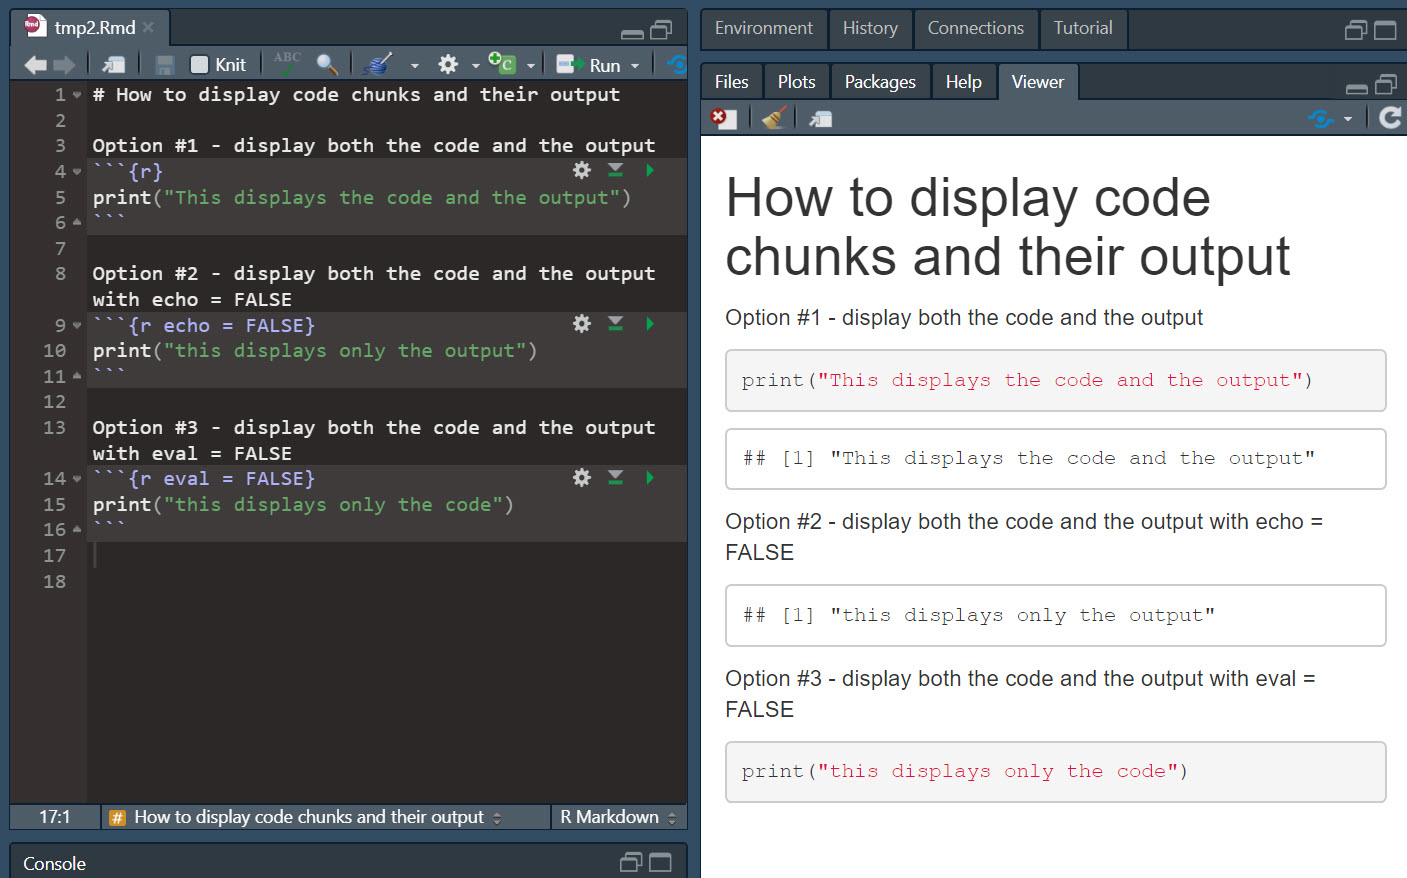 tmp2.Rmd
Knit
ABC
Run
1 # How to display code chunks and their output
2
3 Option #1 - display both the code and the output
4 ```{r}
5 print("This displays the code and the output")
6 ```
7
8 Option #2 - display both the code and the output
with echo = FALSE
9 ```{r echo = FALSE}
10 print("this displays only the output")
11 ```
12
13 Option #3 - display both the code and the output
with eval = FALSE
14 ```{r eval = FALSE}
15 print("this displays only the code")
16 ```
17
18
17:1 # How to display code chunks and their output R Markdown
Console
Environment History Connections Tutorial
Files Plots Packages Help Viewer
How to display code
chunks and their output
Option #1 - display both the code and the output
print("This displays the code and the output")
## [1] "This displays the code and the output"
Option #2 - display both the code and the output with echo =
FALSE
## [1] "this displays only the output"
Option #3 - display both the code and the output with eval =
FALSE
print("this displays only the code")